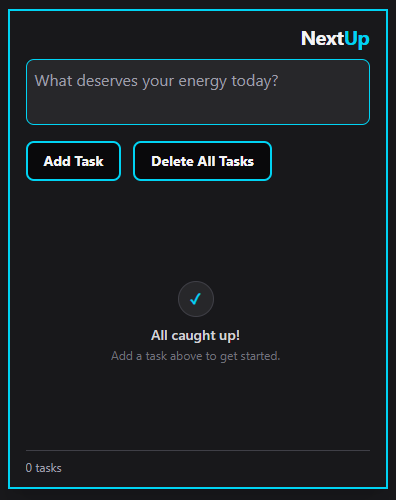 NextUp
What deserves your energy today?
Add Task
Delete All Tasks
All caught up!
Add a task above to get started.
0 tasks